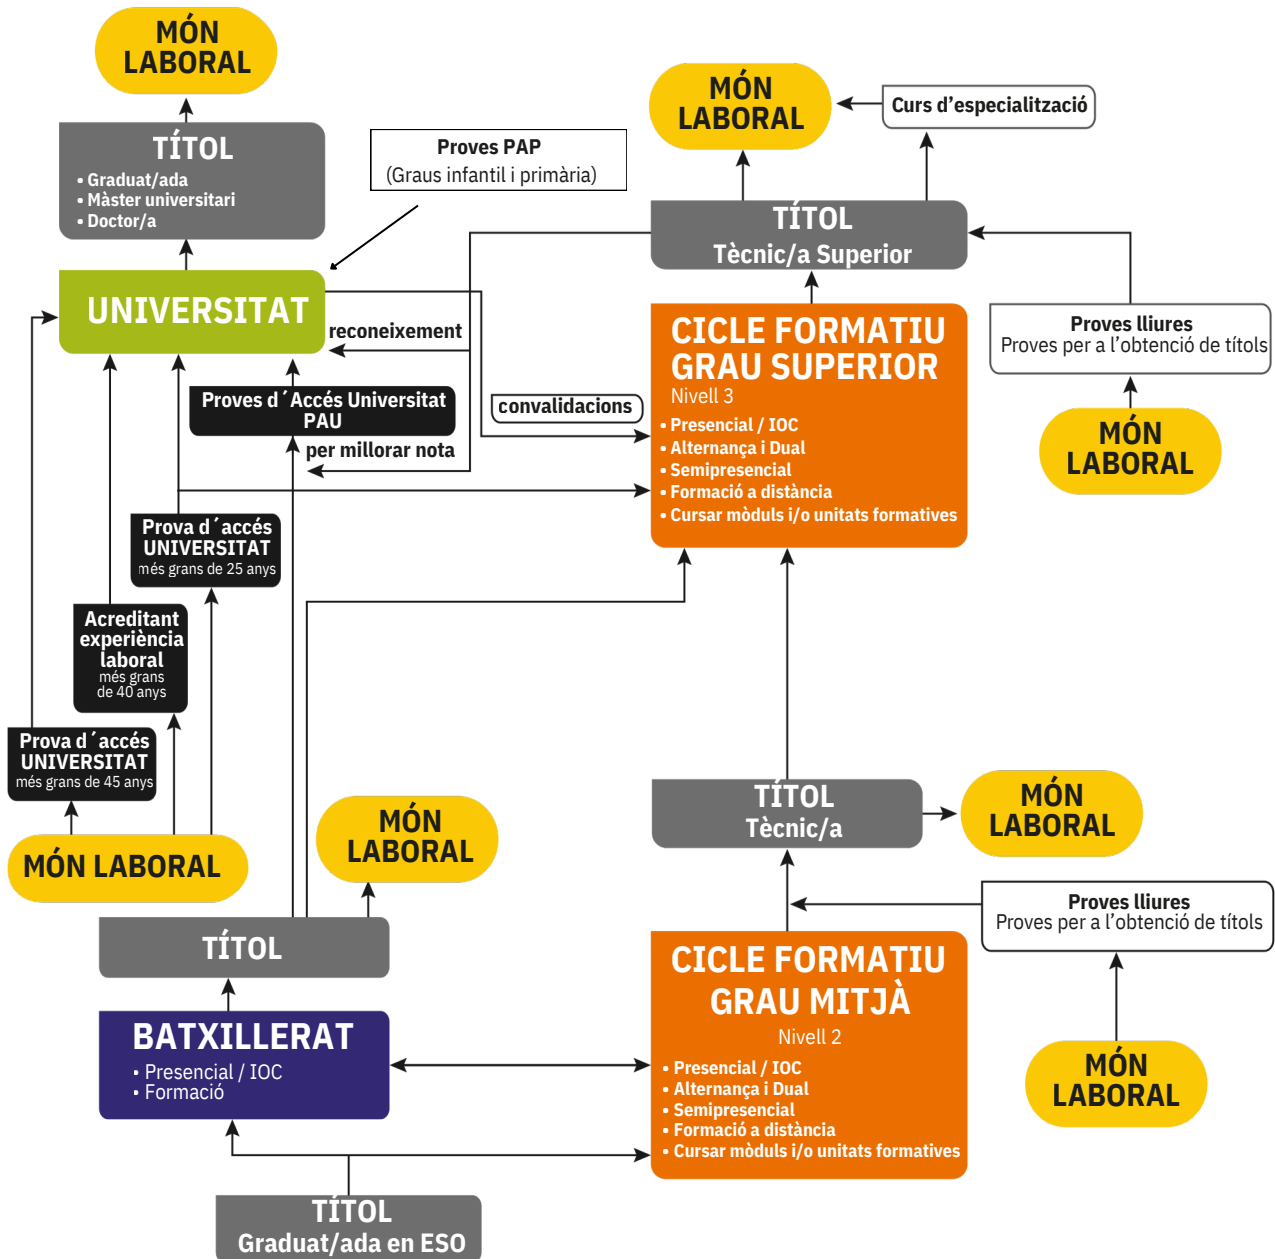 MÓN
LABORAL
TÍTOL
• Graduat/ada
• Màster universitari
• Doctor/a
Proves PAP
(Graus infantil i primària)
MÓN
LABORAL
Curs d'especialització
TÍTOL
Tècnic/a Superior
UNIVERSITAT
reconeixement
Proves d´Accés Universitat
PAU
per millorar nota
convalidacions
CICLE FORMATIU
GRAU SUPERIOR
Nivell 3
• Presencial / IOC
• Alternança i Dual
• Semipresencial
• Formació a distància
• Cursar mòduls i/o unitats formatives
Proves lliures
Proves per a l'obtenció de títols
MÓN
LABORAL
Prova d´accés
UNIVERSITAT
més grans de 25 anys
Acreditant
experiència
laboral
més grans
de 40 anys
Prova d´accés
UNIVERSITAT
més grans de 45 anys
MÓN LABORAL
MÓN
LABORAL
TÍTOL
Tècnic/a
MÓN
LABORAL
Proves lliures
Proves per a l'obtenció de títols
TÍTOL
BATXILLERAT
• Presencial / IOC
• Formació
CICLE FORMATIU
GRAU MITJÀ
Nivell 2
• Presencial / IOC
• Alternança i Dual
• Semipresencial
• Formació a distància
• Cursar mòduls i/o unitats formatives
MÓN
LABORAL
TÍTOL
Graduat/ada en ESO